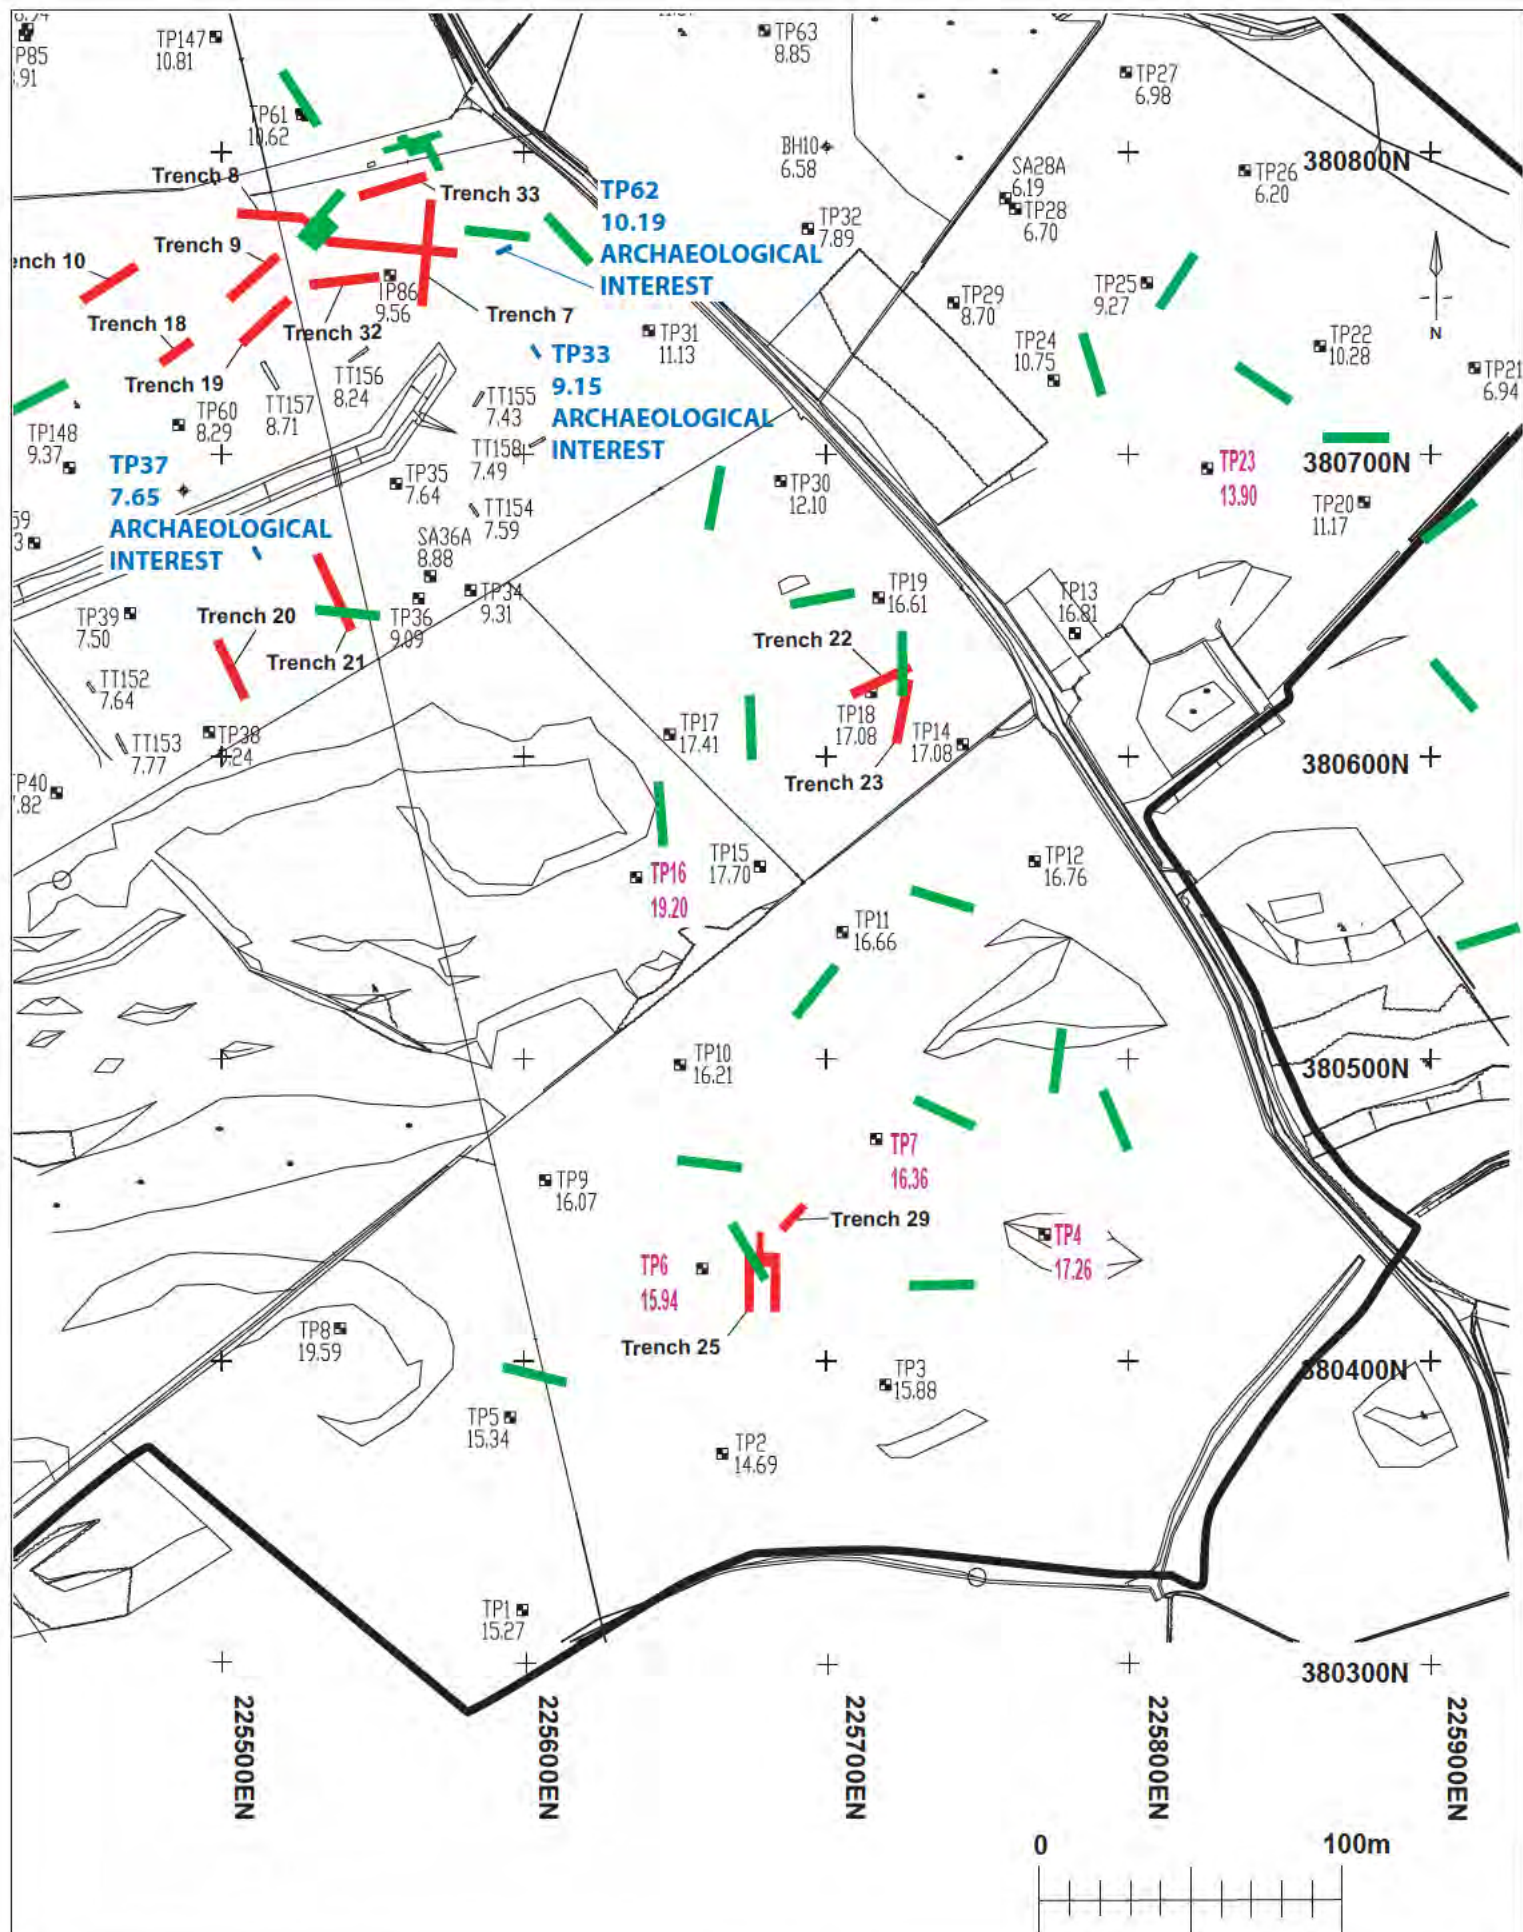 TP147
10.81
TP63
8.85
TP27
6.98
TP61
10.62
BH10
6.58
380800N
TP26
6.20
SA28A
6.19
TP28
6.70
Trench 8
Trench 33
TP62
10.19
ARCHAEOLOGICAL
INTEREST
TP32
7.89
Trench 9
TP25
9.27
TP29
8.70
TP86
9.56
Trench 7
Trench 18
Trench 32
TP31
11.13
TP24
10.75
TP22
10.28
N
TP21
6.94
TP33
9.15
ARCHAEOLOGICAL
INTEREST
Trench 19
TT156
8.24
TT157
8.71
TT155
7.43
TP60
8.29
TP148
9.37
TT158
7.49
TP37
7.65
ARCHAEOLOGICAL
INTEREST
TP35
7.64
TP30
12.10
TP23
13.90
380700N
TP20
11.17
TT154
7.59
SA36A
8.88
TP34
9.31
TP36
9.09
TP19
16.61
TP13
16.81
TP39
7.50
Trench 20
Trench 21
Trench 22
TT152
7.64
TP18
17.08
TP14
17.08
TP17
17.41
TP38
TT153
7.77
Trench 23
380600N
TP40
TP15
17.70
TP12
16.76
TP16
19.20
TP11
16.66
TP10
16.21
380500N
TP7
16.36
TP9
16.07
Trench 29
TP4
17.26
TP6
15.94
TP8
19.59
Trench 25
380400N
TP3
15.88
TP5
15.34
TP2
14.69
TP1
15.27
380300N
225500EN
225600EN
225700EN
225800EN
225900EN
0
100m